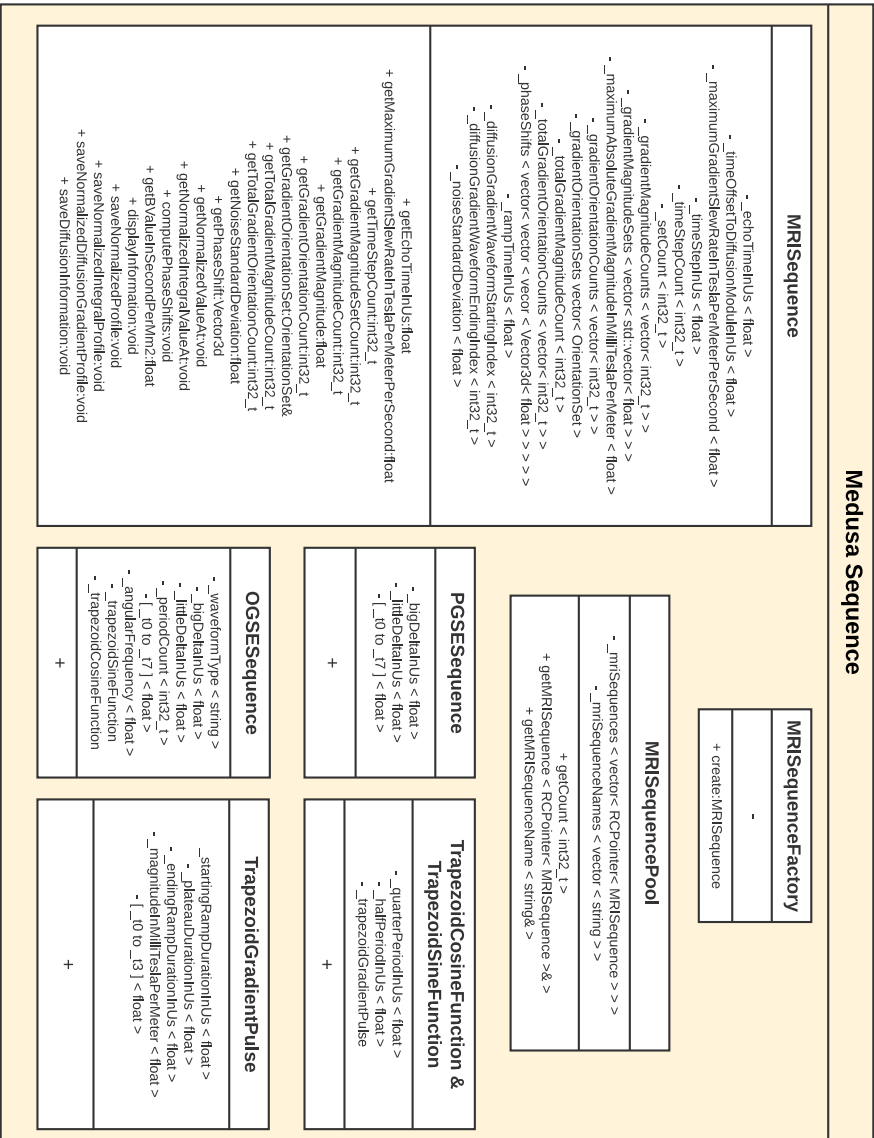 Medusa Sequence
MRISequence
- _echoTimeInUs < float >
- _timeOffsetToDiffusionModuleInUs < float >
- _maximumGradientSlewRateInTeslaPerMeterPerSecond < float >
- _timeStepInUs < float >
- _timeStepCount < int32_t >
- _setCount < int32_t >
- _gradientMagnitudeCounts < vector< int32_t > >
- _gradientMagnitudeSets < vector< std::vector< float > > >
- _maximumAbsoluteGradientMagnitudeInMilliTeslaPerMeter < float >
- _gradientOrientationCounts < vector< int32_t > >
- _gradientOrientationSets vector< OrientationSet >
- _totalGradientMagnitudeCount < int32_t >
- _totalGradientOrientationCounts < vector< int32_t > >
- _phaseShifts < vector< vector < vecor < Vector3d< float > > > > >
- _rampTimeInUs < float >
- _diffusionGradientWaveformStartingIndex < int32_t >
- _diffusionGradientWaveformEndingIndex < int32_t >
- _noiseStandardDeviation < float >
+ getEchoTimeInUs:float
+ getMaximumGradientSlewRateInTeslaPerMeterPerSecond:float
+ getTimeStepCount:int32_t
+ getGradientMagnitudeSetCount:int32_t
+ getGradientMagnitudeCount:int32_t
+ getGradientMagnitude:float
+ getGradientOrientationCount:int32_t
+ getGradientOrientationSet:OrientationSet&
+ getTotalGradientMagnitudeCount:int32_t
+ getTotalGradientOrientationCount:int32_t
+ getNoiseStandardDeviation:float
+ getPhaseShift:Vector3d
+ getNormalizedValueAt:void
+ getNormalizedIntegralValueAt:void
+ computePhaseShifts:void
+ getBValueInSecondPerMm2:float
+ displayInformation:void
+ saveNormalizedProfile:void
+ saveNormalizedIntegralProfile:void
+ saveNormalizedDiffusionGradientProfile:void
+ saveDiffusionInformation:void
MRISequenceFactory
-
+ create:MRISequence
MRISequencePool
- _mriSequences < vector< RCPointer< MRISequence > > >
- _mriSequenceNames < vector < string > >
+ getCount < int32_t >
+ getMRISequence < RCPointer< MRISequence >& >
+ getMRISequenceName < string& >
PGSESequence
- _bigDeltaInUs < float >
- _littleDeltaInUs < float >
- [ _t0 to _t7 ] < float >
+
TrapezoidCosineFunction &
TrapezoidSineFunction
- _quarterPeriodInUs < float >
- _halfPeriodInUs < float >
- _trapezoidGradientPulse
+
OGSESequence
- _waveformType < string >
- _bigDeltaInUs < float >
- _littleDeltaInUs < float >
- _periodCount < int32_t >
- [ _t0 to _t7 ] < float >
- _angularFrequency < float >
- _trapezoidSineFunction
- _trapezoidCosineFunction
+
TrapezoidGradientPulse
_startingRampDurationInUs < float >
- _plateauDurationInUs < float >
- _endingRampDurationInUs < float >
- _magnitudeInMilliTeslaPerMeter < float >
- [ _t0 to _t3 ] < float >
+